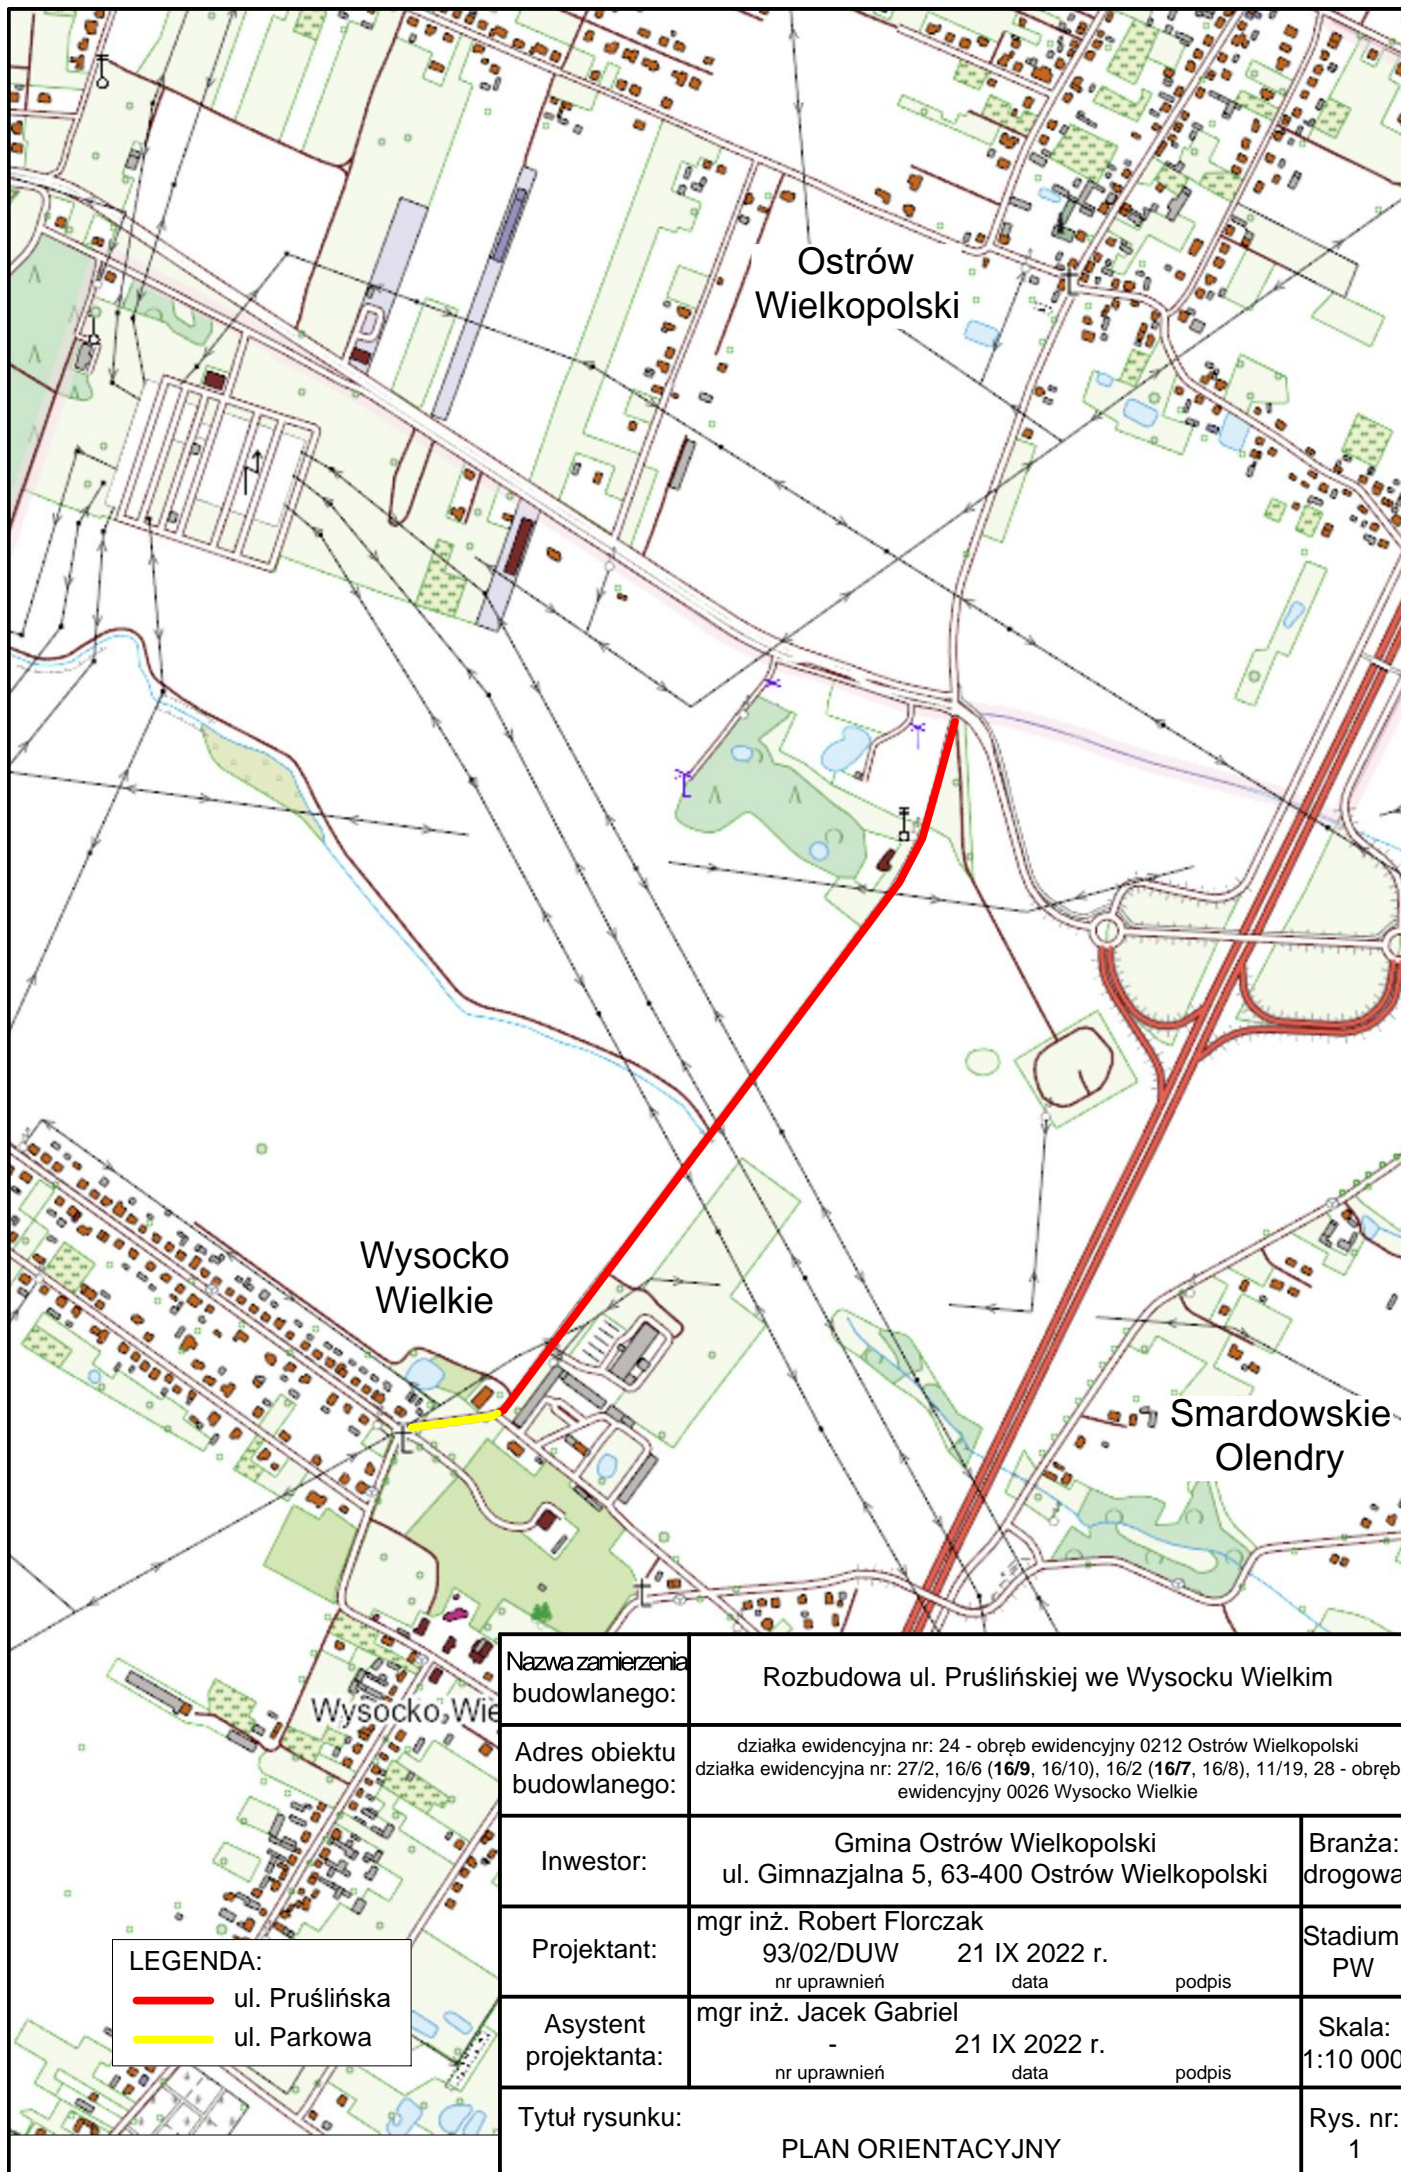 Ostrów
Wielkopolski
Wysocko
Wielkie
Smardowskie
Olendry
Wysocko Wie
LEGENDA:
ul. Pruślińska
ul. Parkowa
Nazwa zamierzenia
budowlanego:
Rozbudowa ul. Pruślińskiej we Wysocku Wielkim
Adres obiektu
budowlanego:
działka ewidencyjna nr: 24 - obręb ewidencyjny 0212 Ostrów Wielkopolski
działka ewidencyjna nr: 27/2, 16/6 (16/9, 16/10), 16/2 (16/7, 16/8), 11/19, 28 - obręb
ewidencyjny 0026 Wysocko Wielkie
Inwestor:
Gmina Ostrów Wielkopolski
ul. Gimnazjalna 5, 63-400 Ostrów Wielkopolski
Branża:
drogowa
Projektant:
mgr inż. Robert Florczak
93/02/DUW 21 IX 2022 r.
nr uprawnień data podpis
Stadium
PW
Asystent
projektanta:
mgr inż. Jacek Gabriel
- 21 IX 2022 r.
nr uprawnień data podpis
Skala:
1:10 000
Tytuł rysunku:
PLAN ORIENTACYJNY
Rys. nr:
1